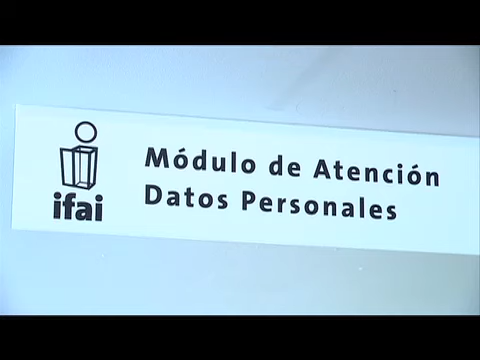 Módulo de Atención
Datos Personales
ifai